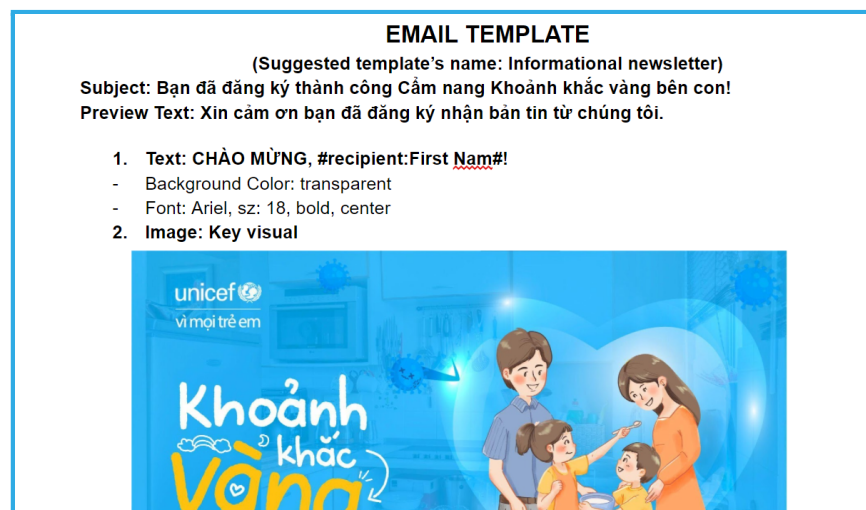 EMAIL TEMPLATE
(Suggested template's name: Informational newsletter)
Subject: Bạn đã đăng ký thành công Cẩm nang Khoảnh khắc vàng bên con!
Preview Text: Xin cảm ơn bạn đã đăng ký nhận bản tin từ chúng tôi.
1. Text: CHÀO MỪNG, #recipient:First Nam#!
- Background Color: transparent
- Font: Ariel, sz: 18, bold, center
2. Image: Key visual
unicef
vì mọi trẻ em
Khoảnh
khắc
Vàng